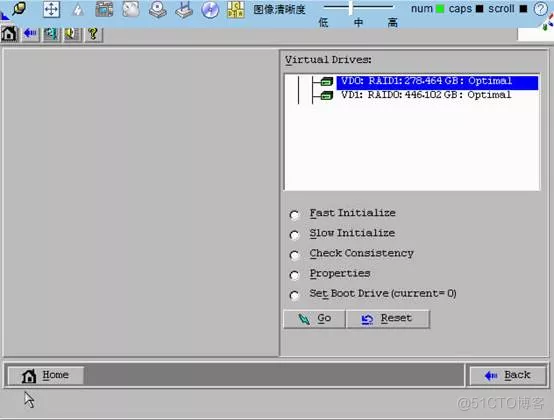 图像清晰度
低 中 高
num caps scroll
Virtual Drives:
VD0: RAID1: 278.464 GB: Optimal
VD1: RAID0: 446.102 GB: Optimal
Fast Initialize
Slow Initialize
Check Consistency
Properties
Set Boot Drive (current= 0)
Go Reset
Home Back
@51CTO博客